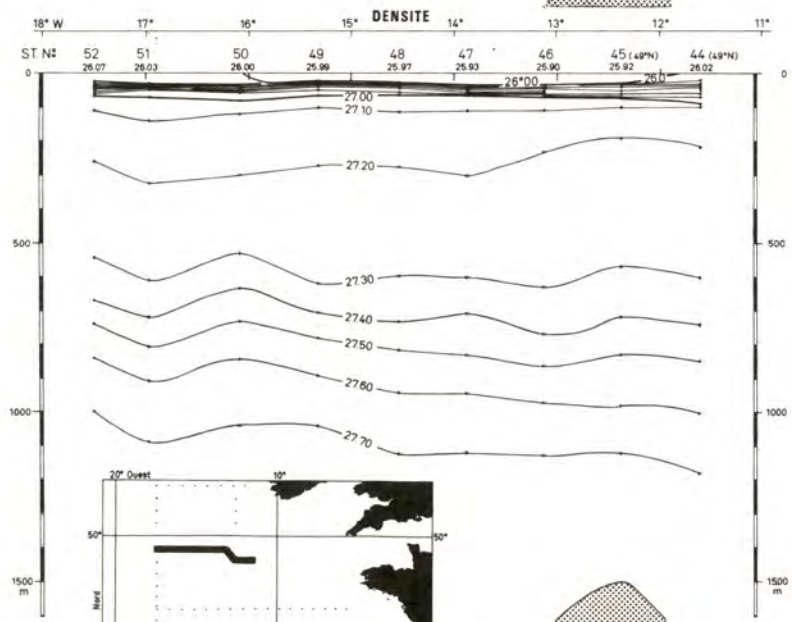 DENSITE
18° W 17° 16° 15° 14° 13° 12° 11°
ST. Nº 52 51 50 49 48 47 46 45 (49°N) 44 (49°N)
26.07 26.03 26.00 25.99 25.97 25.93 25.90 25.92 26.02
0 26°00 26.0 0
27.00
27.10
27.20
500 500
27.30
27.40
27.50
27.60
1000 1000
27.70
20° Ouest 10°
50° 50°
1500 1500
m m
Nord